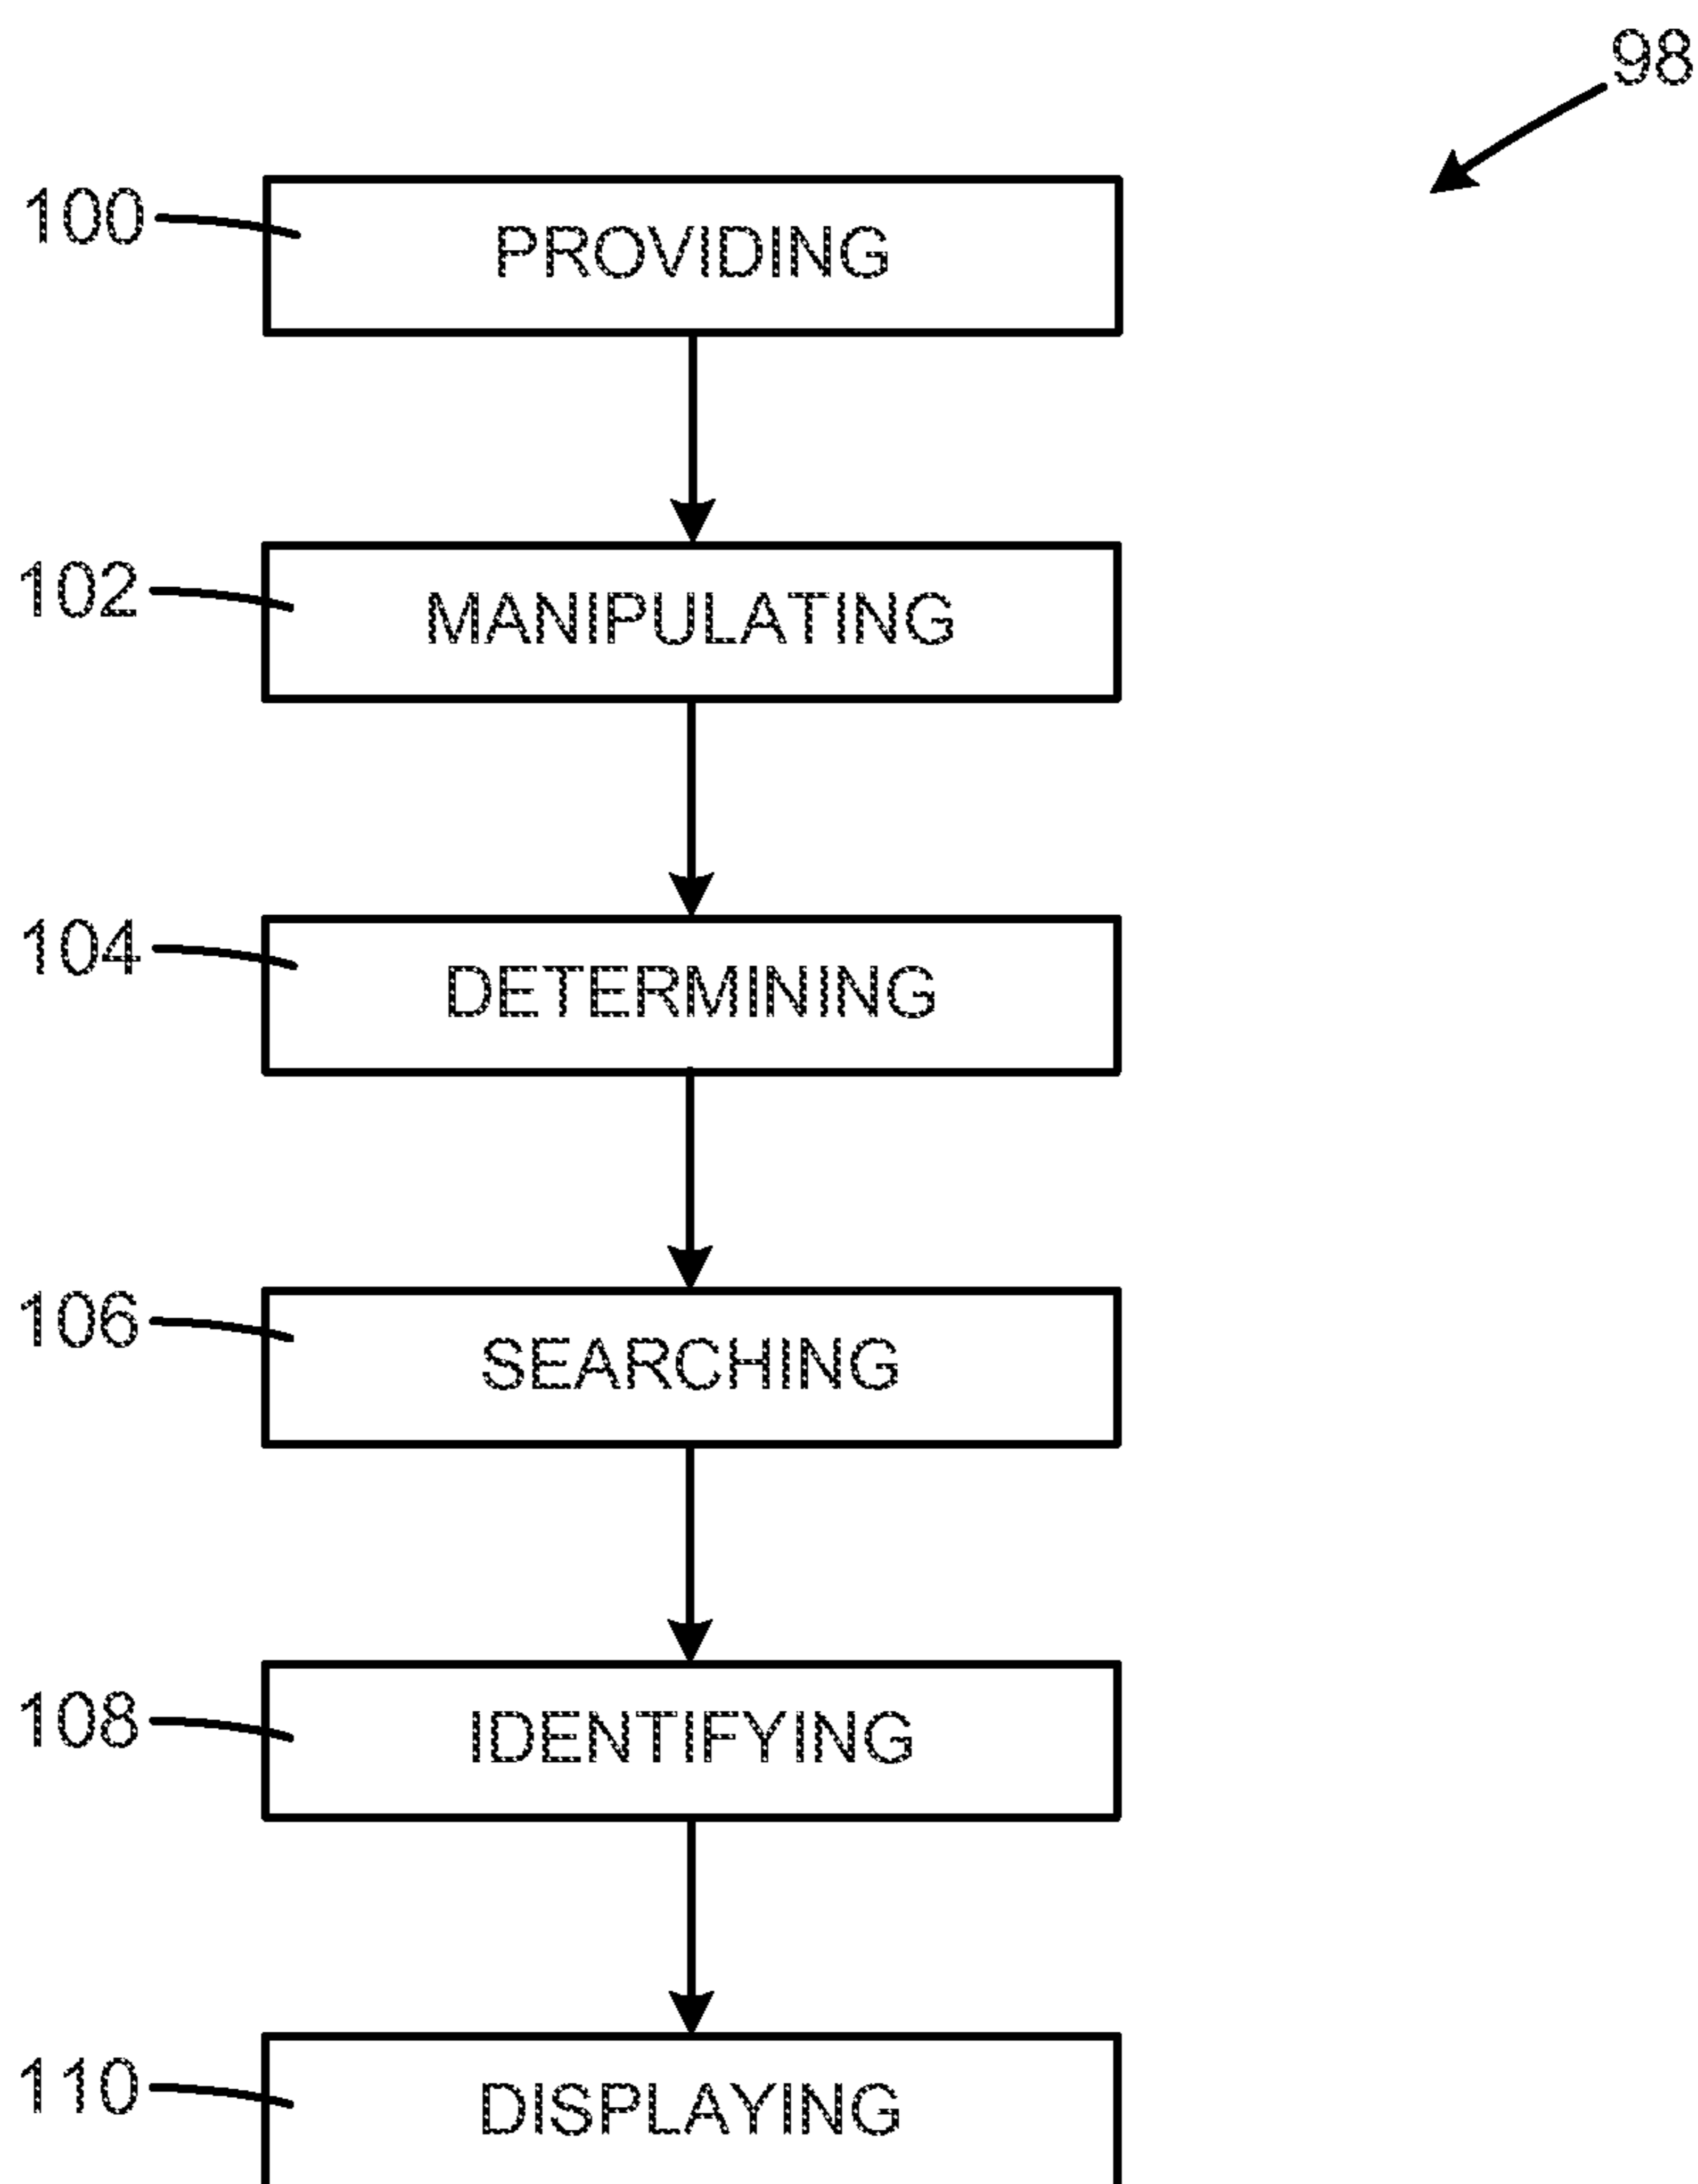 98
100
PROVIDING
102
MANIPULATING
104
DETERMINING
106
SEARCHING
108
IDENTIFYING
110
DISPLAYING